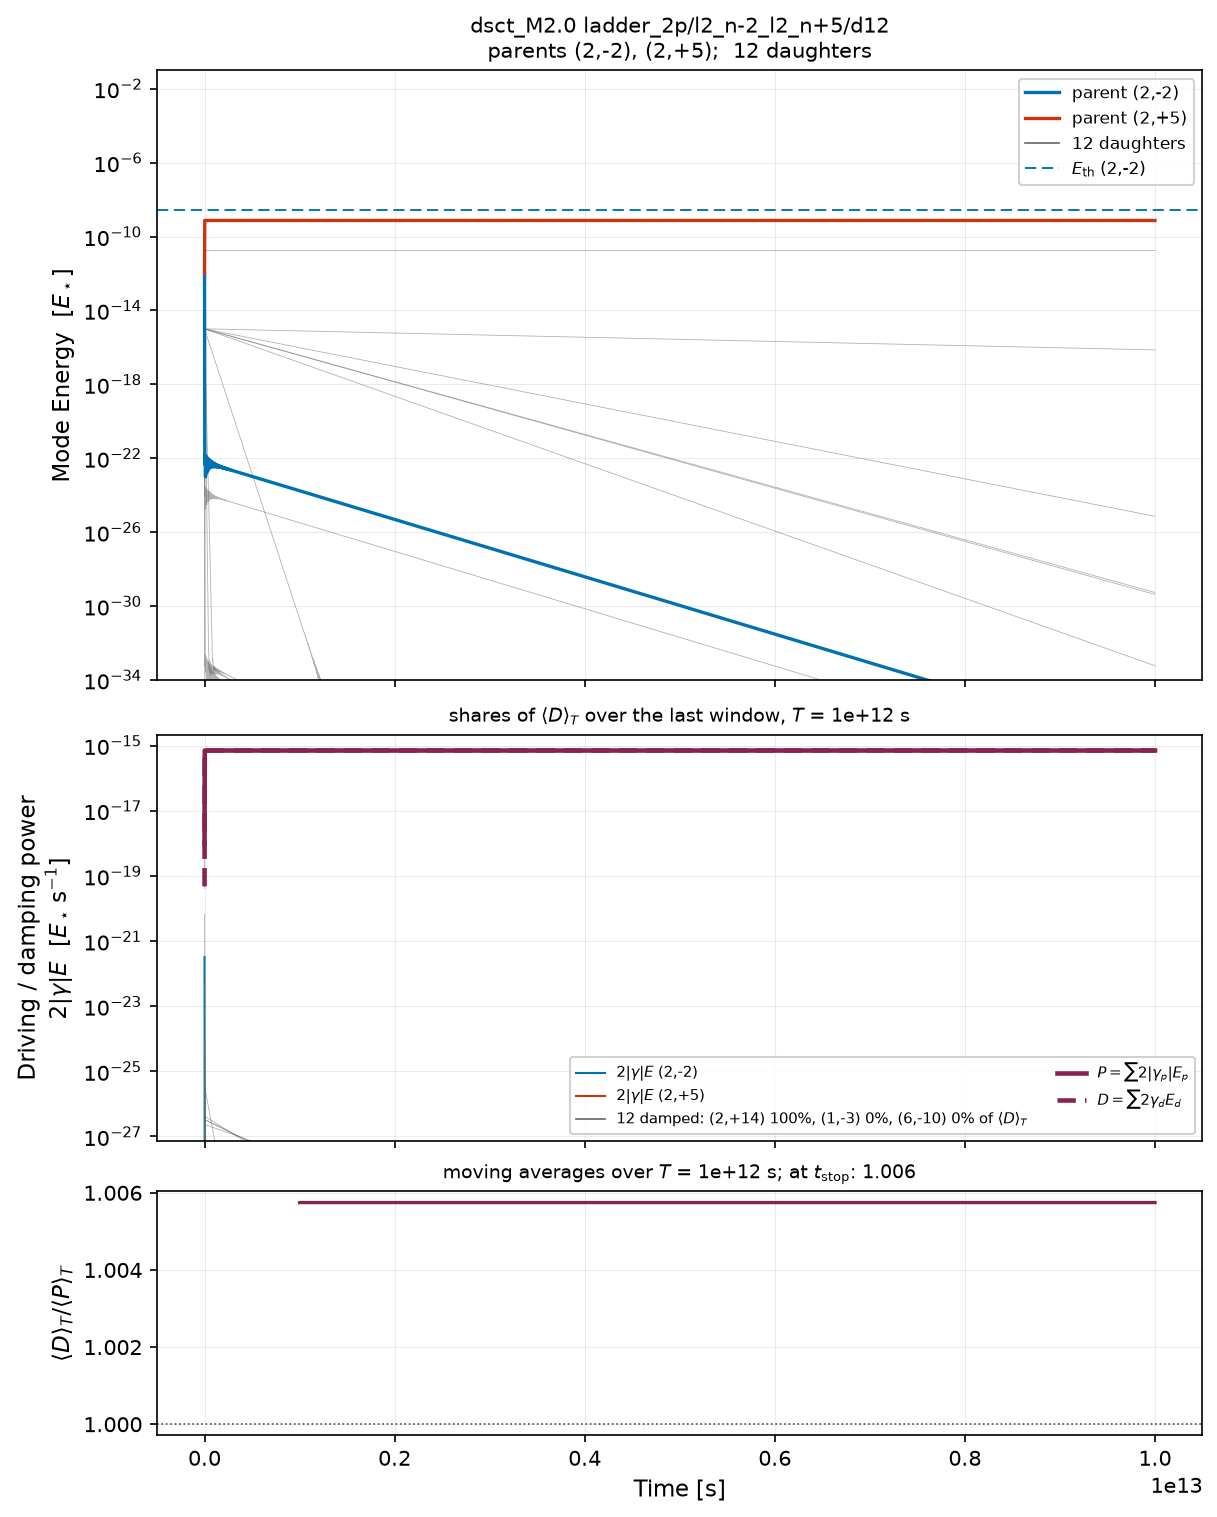 dsct_M2.0 ladder_2p/l2_n-2_l2_n+5/d12
parents (2,-2), (2,+5);  12 daughters
Mode Energy [E⋆]
10⁻²
10⁻⁶
10⁻¹⁰
10⁻¹⁴
10⁻¹⁸
10⁻²²
10⁻²⁶
10⁻³⁰
10⁻³⁴
parent (2,-2)
parent (2,+5)
12 daughters
E_th (2,-2)
shares of ⟨D⟩_T over the last window, T = 1e+12 s
Driving / damping power
2|γ|E [E⋆ s⁻¹]
10⁻¹⁵
10⁻¹⁷
10⁻¹⁹
10⁻²¹
10⁻²³
10⁻²⁵
10⁻²⁷
2|γ|E (2,-2)
2|γ|E (2,+5)
12 damped: (2,+14) 100%, (1,-3) 0%, (6,-10) 0% of ⟨D⟩_T
P = ∑2|γ_p|E_p
D = ∑2γ_dE_d
moving averages over T = 1e+12 s; at t_stop: 1.006
⟨D⟩_T/⟨P⟩_T
1.006
1.004
1.002
1.000
0.0 0.2 0.4 0.6 0.8 1.0
1e13
Time [s]